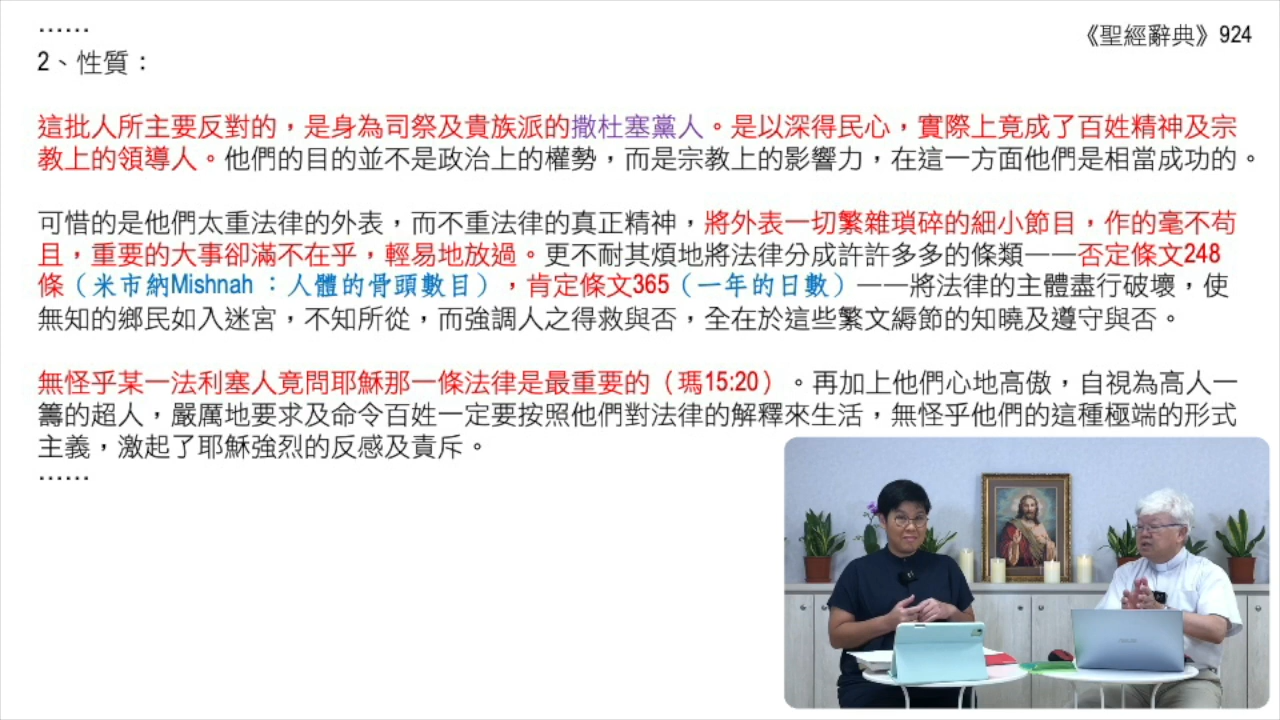 ……
《聖經辭典》924
2、性質：
這批人所主要反對的，是身為司祭及貴族派的撒杜塞黨人。是以深得民心，實際上竟成了百姓精神及宗
教上的領導人。他們的目的並不是政治上的權勢，而是宗教上的影響力，在這一方面他們是相當成功的。
可惜的是他們太重法律的外表，而不重法律的真正精神，將外表一切繁雜瑣碎的細小節目，作的毫不苟
且，重要的大事卻滿不在乎，輕易地放過。更不耐其煩地將法律分成許許多多的條類——否定條文248
條（米市納Mishnah：人體的骨頭數目），肯定條文365（一年的日數）——將法律的主體盡行破壞，使
無知的鄉民如入迷宮，不知所從，而強調人之得救與否，全在於這些繁文縟節的知曉及遵守與否。
無怪乎某一法利塞人竟問耶穌那一條法律是最重要的（瑪15:20）。再加上他們心地高傲，自視為高人一
籌的超人，嚴厲地要求及命令百姓一定要按照他們對法律的解釋來生活，無怪乎他們的這種極端的形式
主義，激起了耶穌強烈的反感及責斥。
……
ASUS